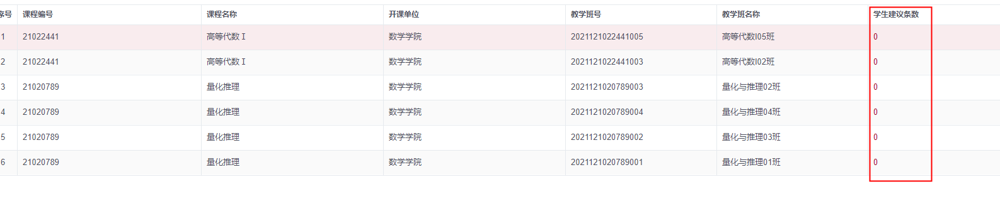 序号 课程编号 课程名称 开课单位 教学班号 教学班名称 学生建议条数
1 21022441 高等代数 I 数学学院 2021121022441005 高等代数I05班 0
2 21022441 高等代数 I 数学学院 2021121022441003 高等代数I02班 0
3 21020789 量化推理 数学学院 2021121020789003 量化与推理02班 0
4 21020789 量化推理 数学学院 2021121020789004 量化与推理04班 0
5 21020789 量化推理 数学学院 2021121020789002 量化与推理03班 0
6 21020789 量化推理 数学学院 2021121020789001 量化与推理01班 0